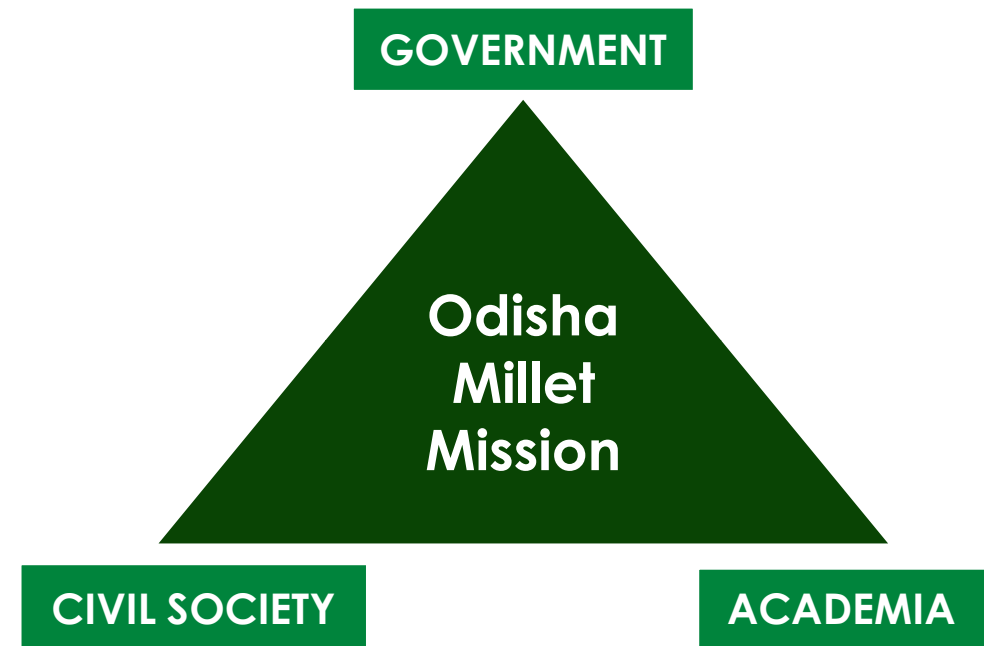 GOVERNMENT
Odisha
Millet
Mission
CIVIL SOCIETY
ACADEMIA